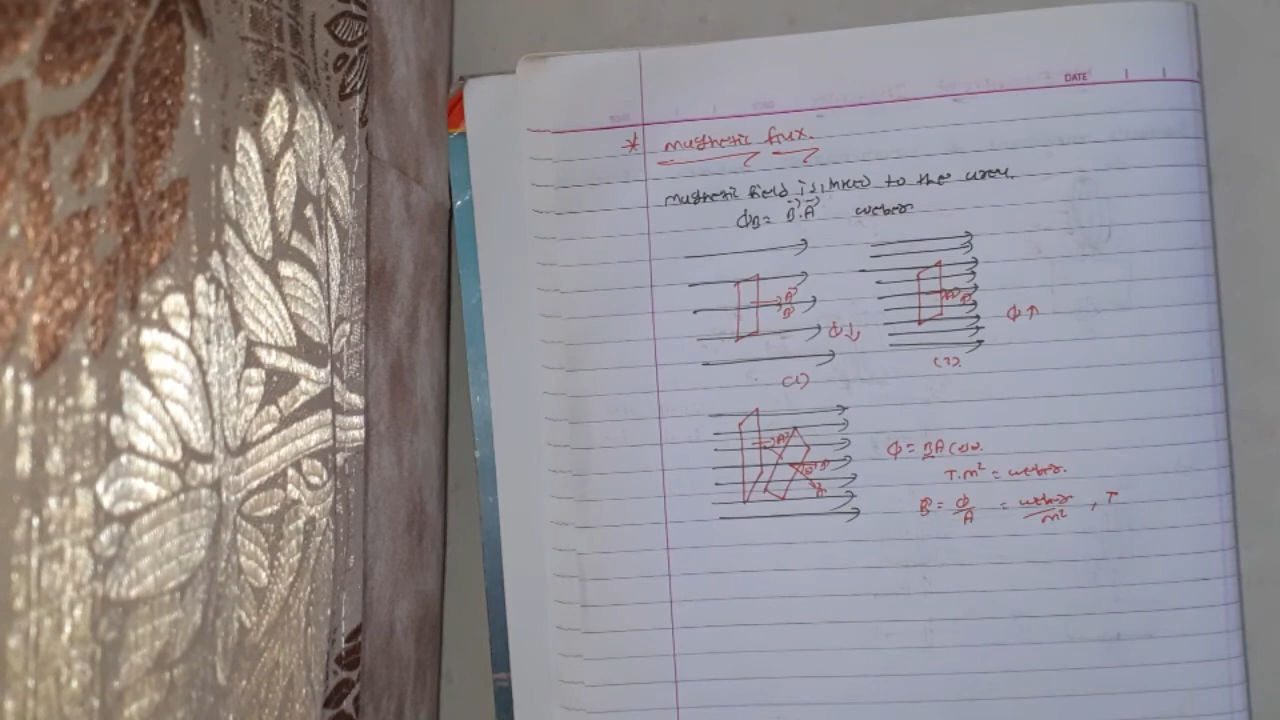 DATE
* magnetic flux.
magnetic field is linked to the area.
ΦB = B⃗.A⃗ weber
A⃗
B⃗
Φ↓
Φ↑
(1)
(2).
A⃗
Φ = BA cosθ.
T.m² = weber.
B = Φ/A = weber/m² , T